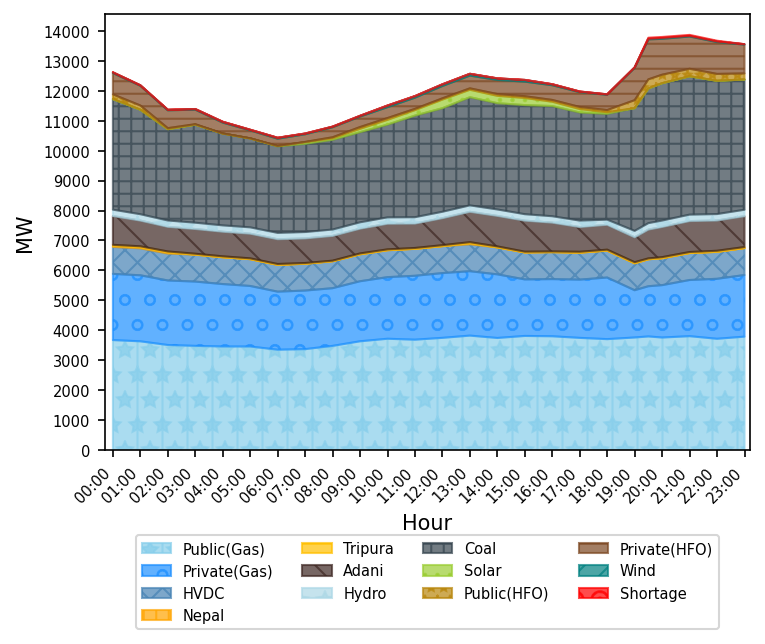 14000
13000
12000
11000
10000
9000
8000
7000
6000
5000
4000
3000
2000
1000
0
MW
00:00 01:00 02:00 03:00 04:00 05:00 06:00 07:00 08:00 09:00 10:00 11:00 12:00 13:00 14:00 15:00 16:00 17:00 18:00 19:00 20:00 21:00 22:00 23:00
Hour
Public(Gas) Tripura Coal Private(HFO)
Private(Gas) Adani Solar Wind
HVDC Hydro Public(HFO) Shortage
Nepal